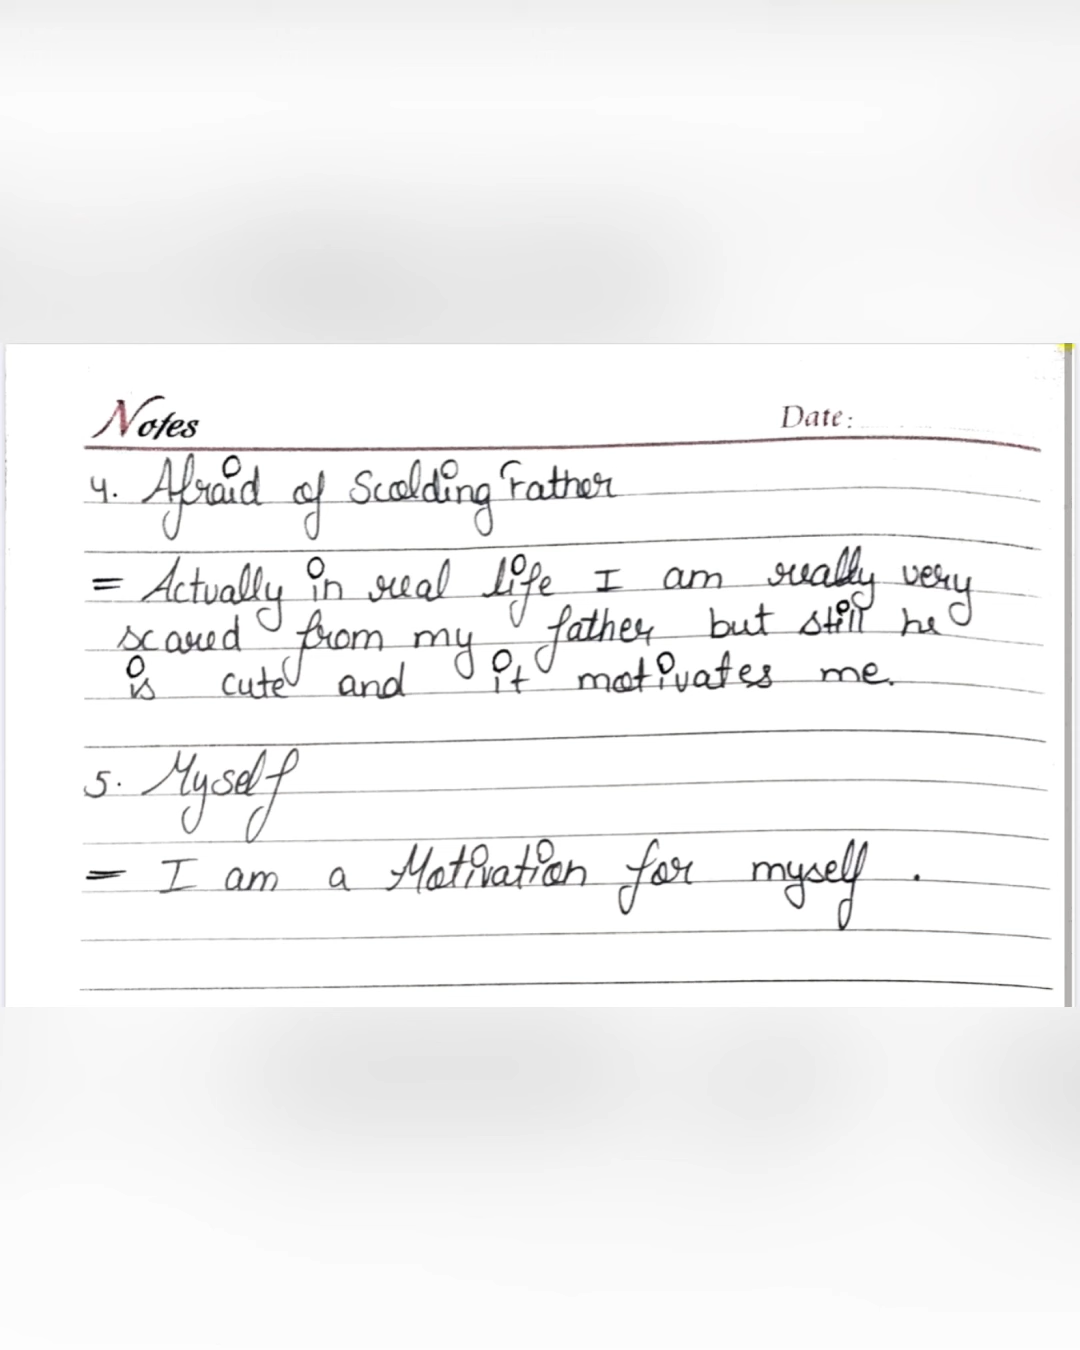 Notes
Date:
4. Afraid of Scolding Father
= Actually in real life I am really very
scared from my father but still he
is cute and it motivates me.
5. Myself
= I am a Motivation for myself.